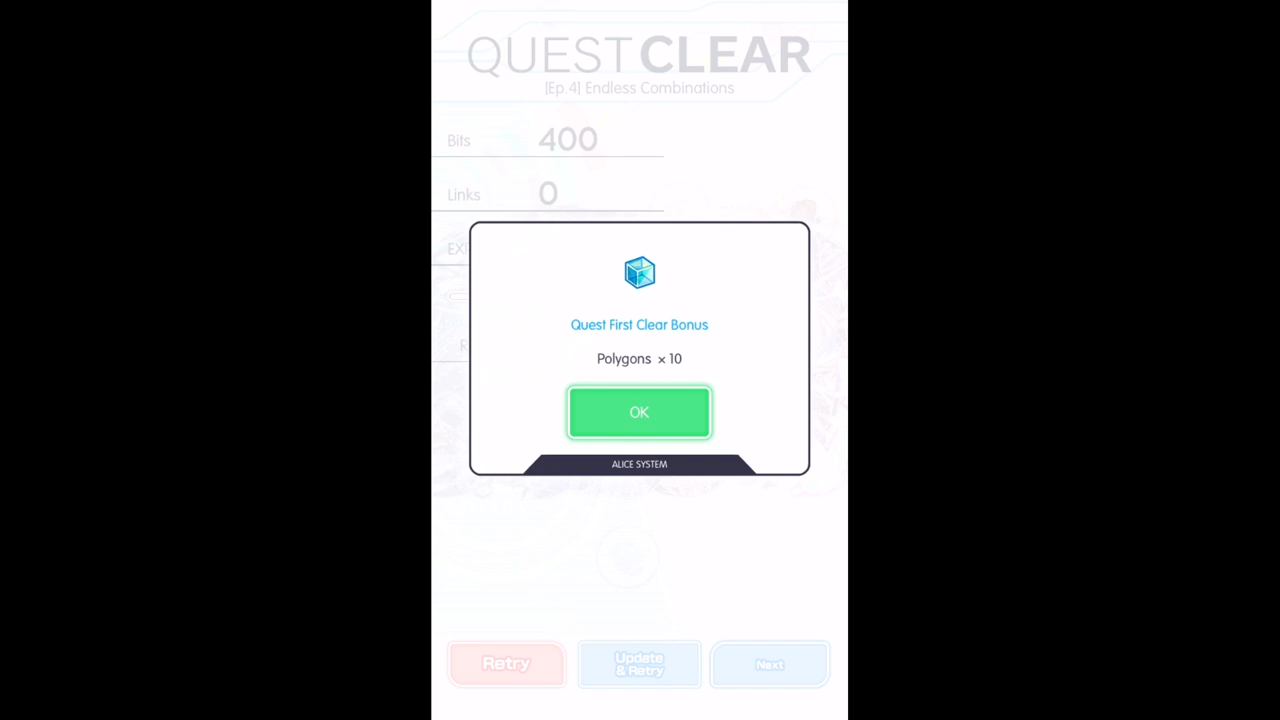 QUEST CLEAR
[Ep.4] Endless Combinations
Bits 400
Links 0
Quest First Clear Bonus
Polygons × 10
OK
ALICE SYSTEM
Retry
Update
& Retry
Next